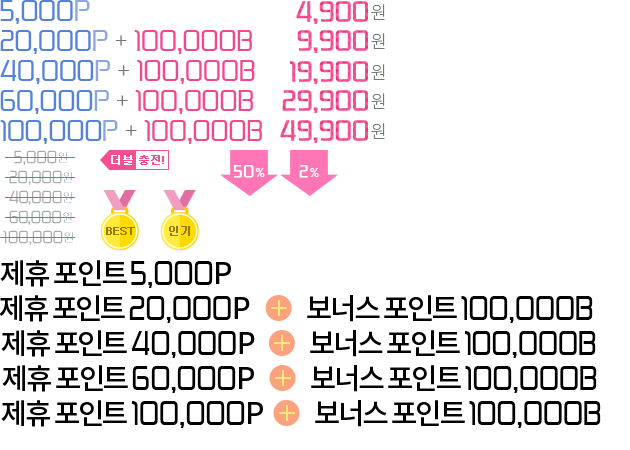 5,000P 4,900원
20,000P + 100,000B 9,900원
40,000P + 100,000B 19,900원
60,000P + 100,000B 29,900원
100,000P + 100,000B 49,900원
5,000원 더블 충전!
20,000원 50% 2%
40,000원
60,000원 BEST 인기
100,000원
제휴 포인트 5,000P
제휴 포인트 20,000P + 보너스 포인트 100,000B
제휴 포인트 40,000P + 보너스 포인트 100,000B
제휴 포인트 60,000P + 보너스 포인트 100,000B
제휴 포인트 100,000P + 보너스 포인트 100,000B